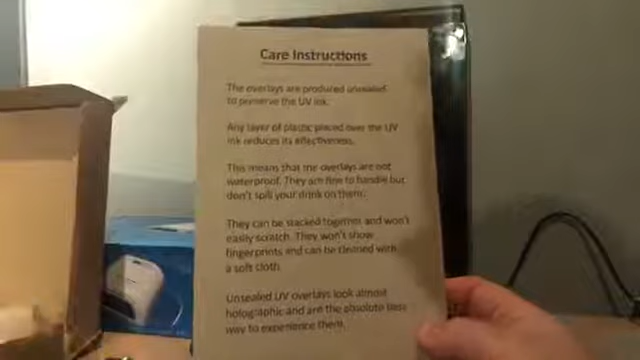 Care Instructions
The overlays are produced unsealed
to preserve the UV ink.
Any layer of plastic placed over the UV
ink reduces its effectiveness.
This means that the overlays are not
waterproof. They are fine to handle but
don't spill your drink on them.
They can be stacked together and won't
easily scratch. They won't show
fingerprints and can be cleaned with
a soft cloth.
Unsealed UV overlays look almost
holographic and are the absolute best
way to experience them.